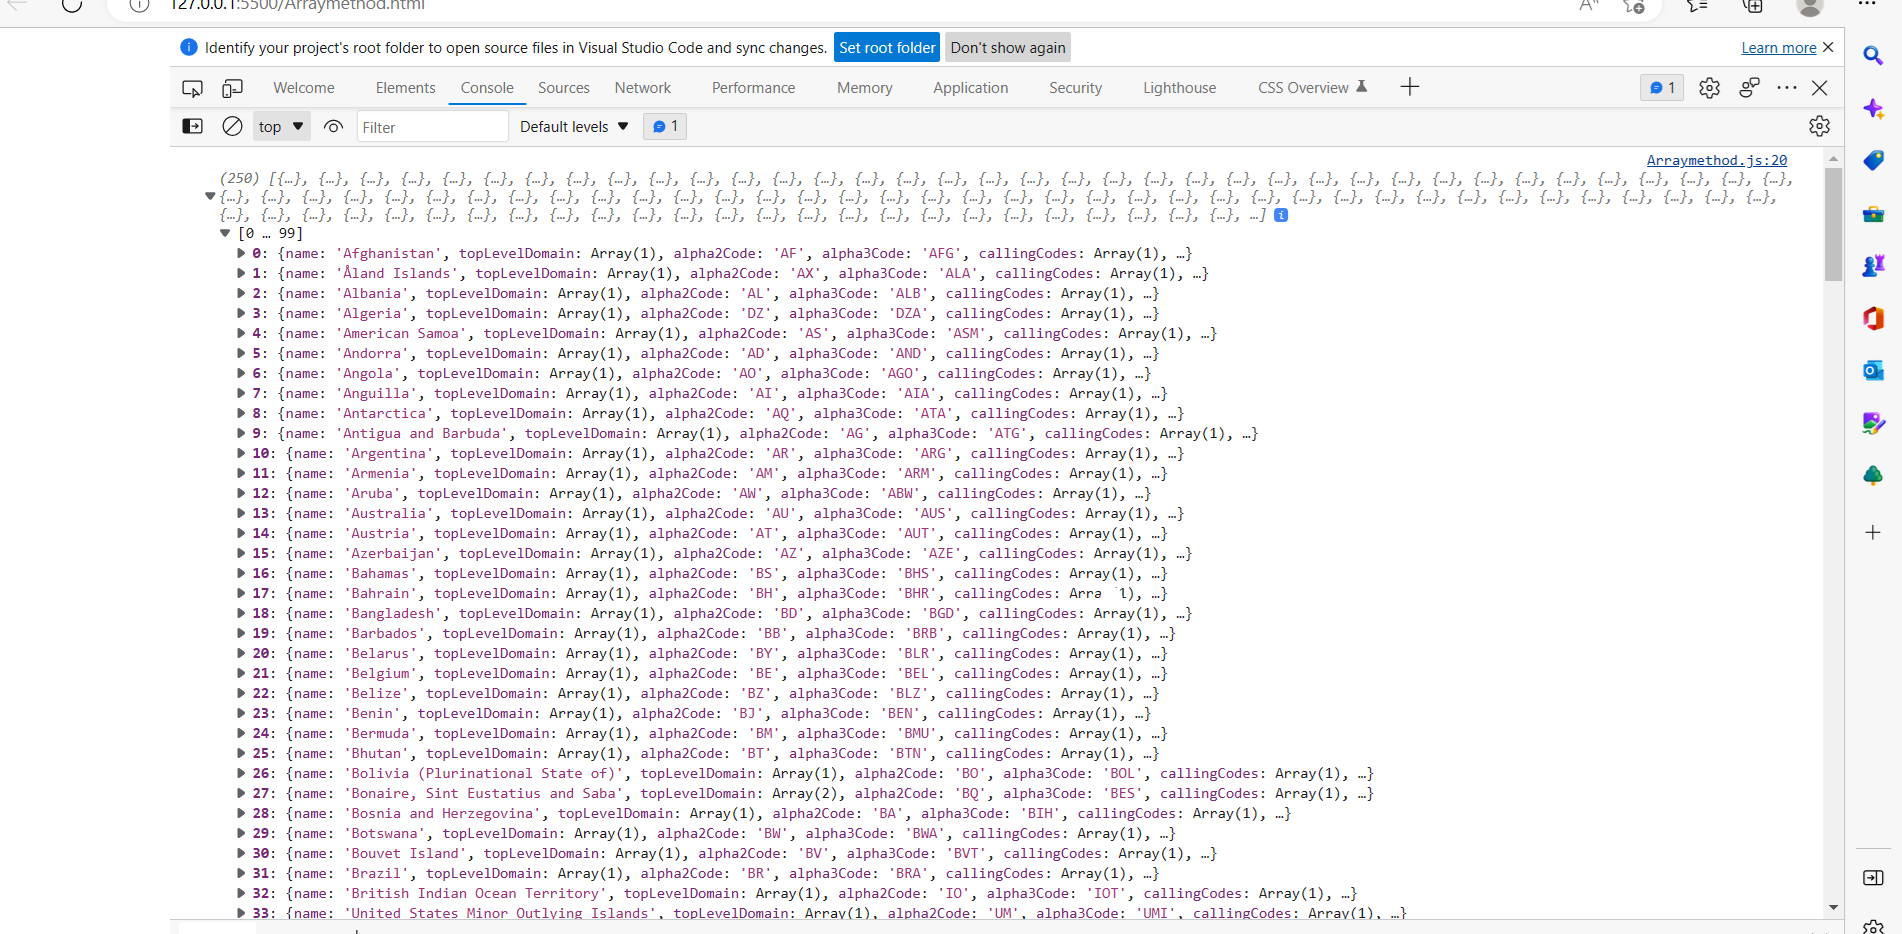 127.0.0.1:5500/Arraymethod.html
Identify your project's root folder to open source files in Visual Studio Code and sync changes. Set root folder Don't show again Learn more
Welcome Elements Console Sources Network Performance Memory Application Security Lighthouse CSS Overview 1
top Filter Default levels 1
Arraymethod.js:20
(250) [{…}, {…}, {…}, {…}, {…}, {…}, {…}, {…}, {…}, {…}, {…}, {…}, {…}, {…}, {…}, {…}, {…}, {…}, {…}, {…}, {…}, {…}, {…}, {…}, {…}, {…}, {…}, {…}, {…}, {…}, {…}, {…}, {…}, {…}, {…}, {…}, {…},
{…}, {…}, {…}, {…}, {…}, {…}, {…}, {…}, {…}, {…}, {…}, {…}, {…}, {…}, {…}, {…}, {…}, {…}, {…}, {…}, {…}, {…}, {…}, {…}, {…}, {…}, {…}, {…}, {…}, {…}, {…}, {…}, {…}, {…}, {…}, {…}, {…}, {…},
{…}, {…}, {…}, {…}, {…}, {…}, {…}, {…}, {…}, {…}, {…}, {…}, {…}, {…}, {…}, {…}, {…}, {…}, {…}, {…}, {…}, {…}, {…}, {…}, {…}, …] i
[0 … 99]
0: {name: 'Afghanistan', topLevelDomain: Array(1), alpha2Code: 'AF', alpha3Code: 'AFG', callingCodes: Array(1), …}
1: {name: 'Åland Islands', topLevelDomain: Array(1), alpha2Code: 'AX', alpha3Code: 'ALA', callingCodes: Array(1), …}
2: {name: 'Albania', topLevelDomain: Array(1), alpha2Code: 'AL', alpha3Code: 'ALB', callingCodes: Array(1), …}
3: {name: 'Algeria', topLevelDomain: Array(1), alpha2Code: 'DZ', alpha3Code: 'DZA', callingCodes: Array(1), …}
4: {name: 'American Samoa', topLevelDomain: Array(1), alpha2Code: 'AS', alpha3Code: 'ASM', callingCodes: Array(1), …}
5: {name: 'Andorra', topLevelDomain: Array(1), alpha2Code: 'AD', alpha3Code: 'AND', callingCodes: Array(1), …}
6: {name: 'Angola', topLevelDomain: Array(1), alpha2Code: 'AO', alpha3Code: 'AGO', callingCodes: Array(1), …}
7: {name: 'Anguilla', topLevelDomain: Array(1), alpha2Code: 'AI', alpha3Code: 'AIA', callingCodes: Array(1), …}
8: {name: 'Antarctica', topLevelDomain: Array(1), alpha2Code: 'AQ', alpha3Code: 'ATA', callingCodes: Array(1), …}
9: {name: 'Antigua and Barbuda', topLevelDomain: Array(1), alpha2Code: 'AG', alpha3Code: 'ATG', callingCodes: Array(1), …}
10: {name: 'Argentina', topLevelDomain: Array(1), alpha2Code: 'AR', alpha3Code: 'ARG', callingCodes: Array(1), …}
11: {name: 'Armenia', topLevelDomain: Array(1), alpha2Code: 'AM', alpha3Code: 'ARM', callingCodes: Array(1), …}
12: {name: 'Aruba', topLevelDomain: Array(1), alpha2Code: 'AW', alpha3Code: 'ABW', callingCodes: Array(1), …}
13: {name: 'Australia', topLevelDomain: Array(1), alpha2Code: 'AU', alpha3Code: 'AUS', callingCodes: Array(1), …}
14: {name: 'Austria', topLevelDomain: Array(1), alpha2Code: 'AT', alpha3Code: 'AUT', callingCodes: Array(1), …}
15: {name: 'Azerbaijan', topLevelDomain: Array(1), alpha2Code: 'AZ', alpha3Code: 'AZE', callingCodes: Array(1), …}
16: {name: 'Bahamas', topLevelDomain: Array(1), alpha2Code: 'BS', alpha3Code: 'BHS', callingCodes: Array(1), …}
17: {name: 'Bahrain', topLevelDomain: Array(1), alpha2Code: 'BH', alpha3Code: 'BHR', callingCodes: Arra 1), …}
18: {name: 'Bangladesh', topLevelDomain: Array(1), alpha2Code: 'BD', alpha3Code: 'BGD', callingCodes: Array(1), …}
19: {name: 'Barbados', topLevelDomain: Array(1), alpha2Code: 'BB', alpha3Code: 'BRB', callingCodes: Array(1), …}
20: {name: 'Belarus', topLevelDomain: Array(1), alpha2Code: 'BY', alpha3Code: 'BLR', callingCodes: Array(1), …}
21: {name: 'Belgium', topLevelDomain: Array(1), alpha2Code: 'BE', alpha3Code: 'BEL', callingCodes: Array(1), …}
22: {name: 'Belize', topLevelDomain: Array(1), alpha2Code: 'BZ', alpha3Code: 'BLZ', callingCodes: Array(1), …}
23: {name: 'Benin', topLevelDomain: Array(1), alpha2Code: 'BJ', alpha3Code: 'BEN', callingCodes: Array(1), …}
24: {name: 'Bermuda', topLevelDomain: Array(1), alpha2Code: 'BM', alpha3Code: 'BMU', callingCodes: Array(1), …}
25: {name: 'Bhutan', topLevelDomain: Array(1), alpha2Code: 'BT', alpha3Code: 'BTN', callingCodes: Array(1), …}
26: {name: 'Bolivia (Plurinational State of)', topLevelDomain: Array(1), alpha2Code: 'BO', alpha3Code: 'BOL', callingCodes: Array(1), …}
27: {name: 'Bonaire, Sint Eustatius and Saba', topLevelDomain: Array(2), alpha2Code: 'BQ', alpha3Code: 'BES', callingCodes: Array(1), …}
28: {name: 'Bosnia and Herzegovina', topLevelDomain: Array(1), alpha2Code: 'BA', alpha3Code: 'BIH', callingCodes: Array(1), …}
29: {name: 'Botswana', topLevelDomain: Array(1), alpha2Code: 'BW', alpha3Code: 'BWA', callingCodes: Array(1), …}
30: {name: 'Bouvet Island', topLevelDomain: Array(1), alpha2Code: 'BV', alpha3Code: 'BVT', callingCodes: Array(1), …}
31: {name: 'Brazil', topLevelDomain: Array(1), alpha2Code: 'BR', alpha3Code: 'BRA', callingCodes: Array(1), …}
32: {name: 'British Indian Ocean Territory', topLevelDomain: Array(1), alpha2Code: 'IO', alpha3Code: 'IOT', callingCodes: Array(1), …}
33: {name: 'United States Minor Outlying Islands', topLevelDomain: Array(1), alpha2Code: 'UM', alpha3Code: 'UMI', callingCodes: Array(1), …}